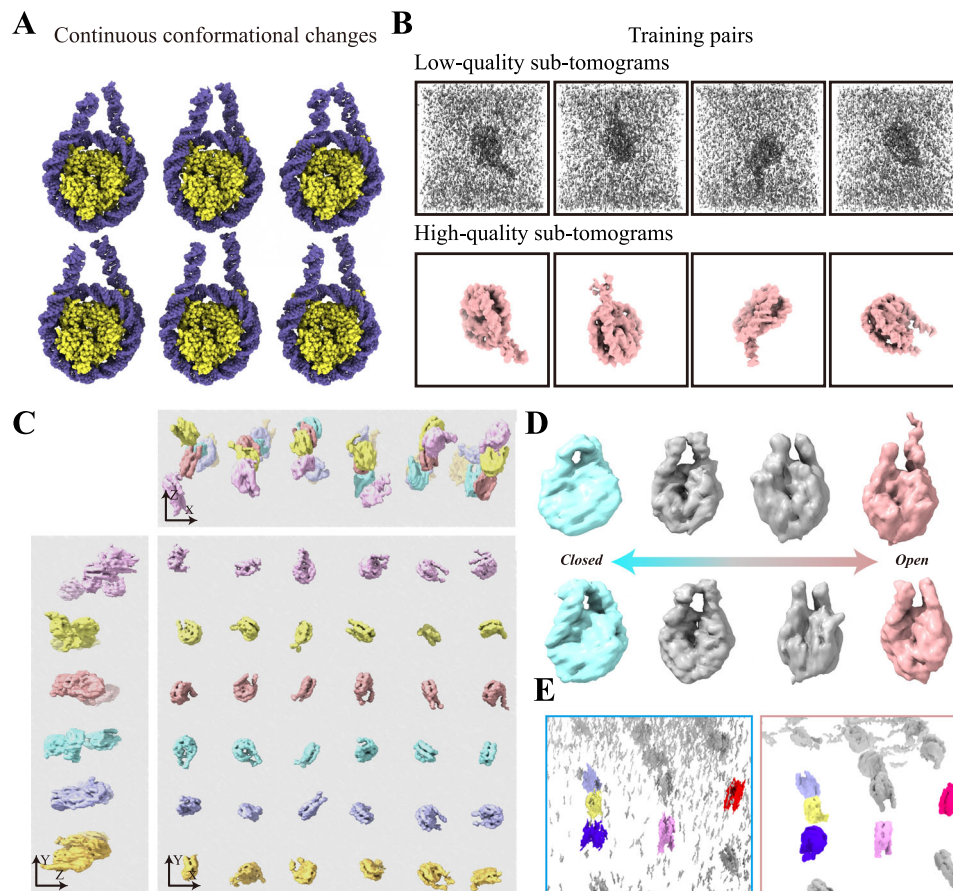 A
Continuous conformational changes
B
Training pairs
Low-quality sub-tomograms
High-quality sub-tomograms
C
Z
X
Y
Z
Y
X
D
Closed
Open
E